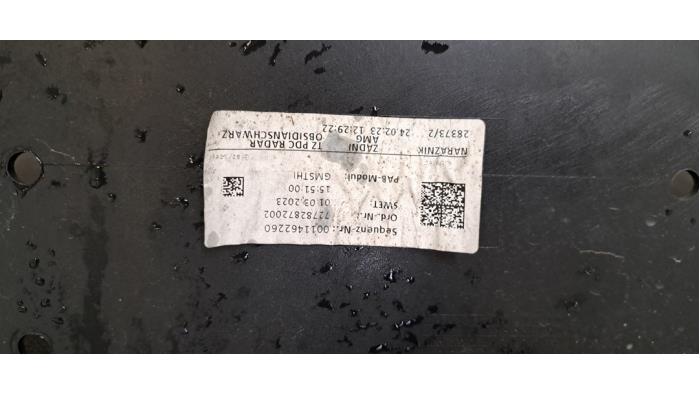 Sequenz-Nr.: 0011462260
Ord.-Nr.: 72782872002
SWET: 01.03.2023
15:51:00
PAB-Modul: GMSTHI
NARAZNIK ZADNI TZ PDC RADAR
AMG OBSIDIANSCHWARZ
28373/2 24.02.23 12:29:22